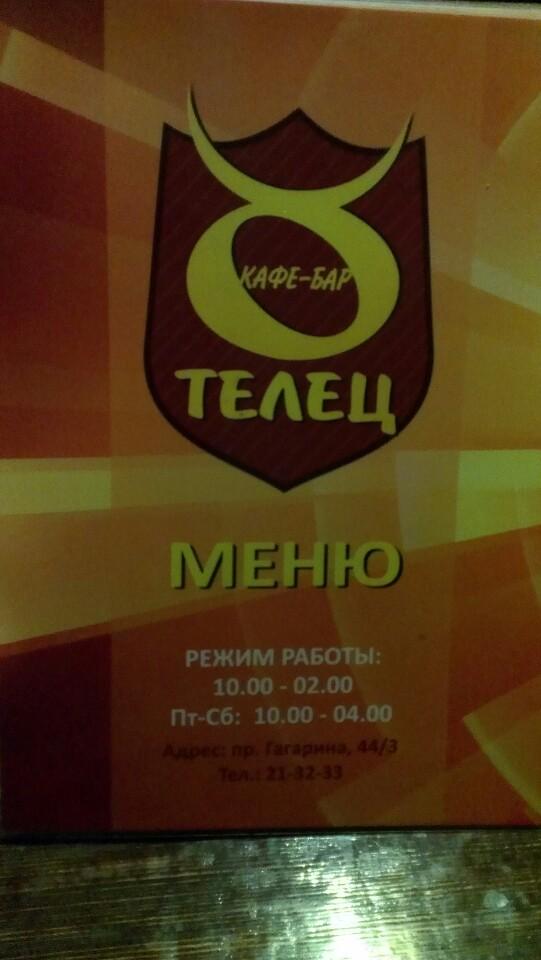 КАФЕ-БАР
ТЕЛЕЦ
МЕНЮ
РЕЖИМ РАБОТЫ:
10.00 - 02.00
Пт-Сб: 10.00 - 04.00
Адрес: пр. Гагарина, 44/3
Тел.: 21-32-33